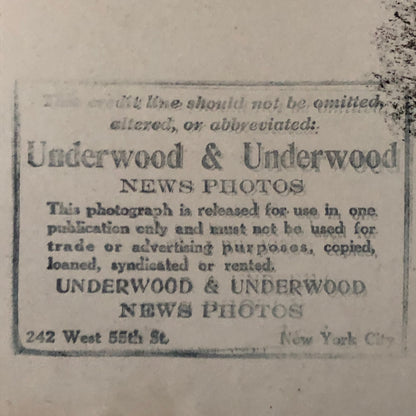 This credit line should not be omitted,
altered, or abbreviated:
Underwood & Underwood
NEWS PHOTOS
This photograph is released for use in one
publication only and must not be used for
trade or advertising purposes, copied,
loaned, syndicated or rented.
UNDERWOOD & UNDERWOOD
NEWS PHOTOS
242 West 55th St. New York City